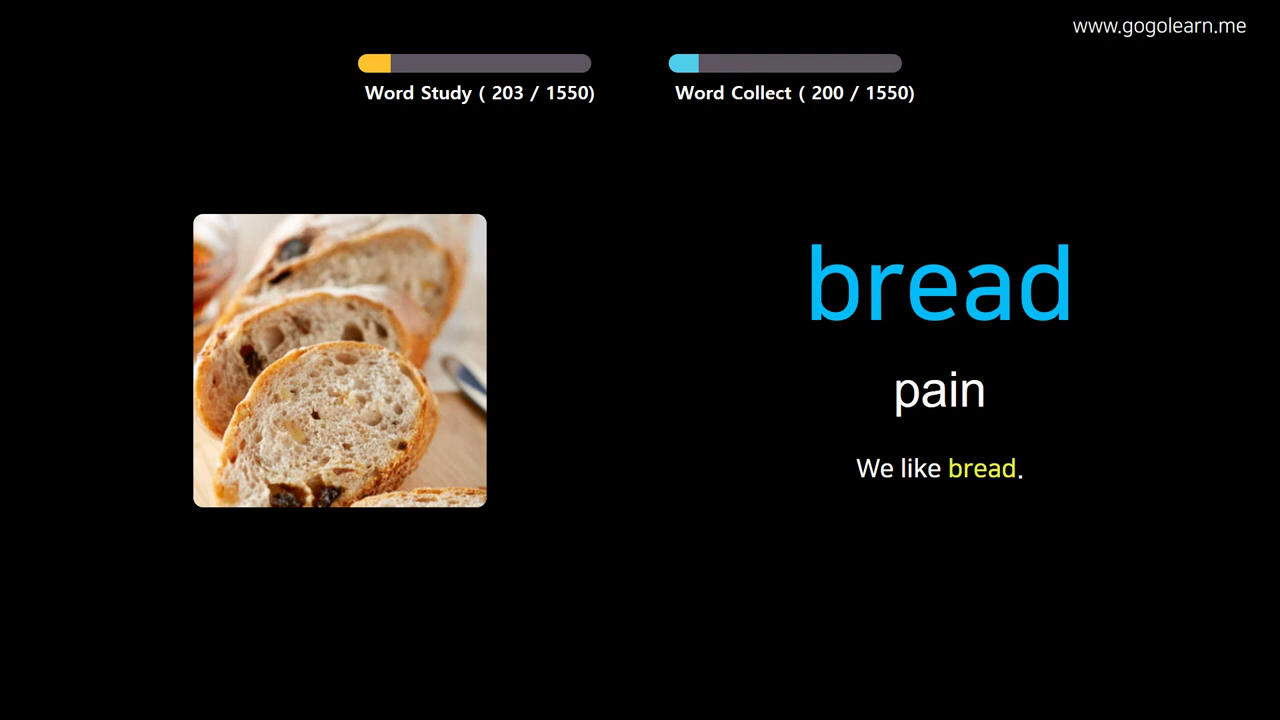 www.gogolearn.me
Word Study ( 203 / 1550)
Word Collect ( 200 / 1550)
bread
pain
We like bread.